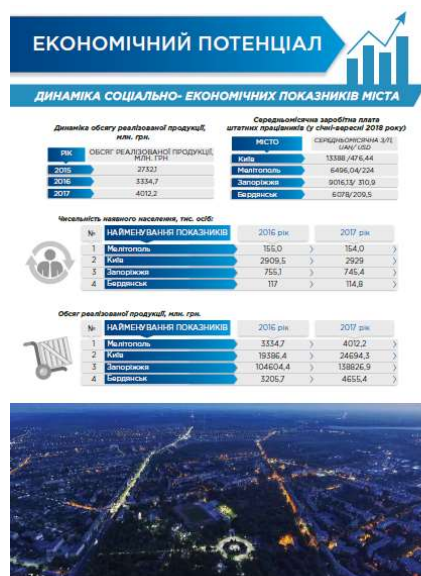 ЕКОНОМІЧНИЙ ПОТЕНЦІАЛ
ДИНАМІКА СОЦІАЛЬНО- ЕКОНОМІЧНИХ ПОКАЗНИКІВ МІСТА
Динаміка обсягу реалізованої продукції,
млн. грн.
РІК ОБСЯГ РЕАЛІЗОВАНОЇ ПРОДУКЦІЇ,
МЛН. ГРН
2015 2732,1
2016 3334,7
2017 4012,2
Середньомісячна заробітна плата
штатних працівників (у січні-вересні 2018 року)
МІСТО СЕРЕДНЬОМІСЯЧНА З/П,
UAH/ USD
Київ 13388 /476,44
Мелітополь 6496,04/224
Запоріжжя 9016,13/ 310,9
Бердянськ 6078/209,5
Чисельність наявного населення, тис. осіб:
№ НАЙМЕНУВАННЯ ПОКАЗНИКІВ 2016 рік 2017 рік
1 Мелітополь 155,0 154,0
2 Київ 2909,5 2929
3 Запоріжжя 755,1 745,4
4 Бердянськ 117 114,8
Обсяг реалізованої продукції, млн. грн.
№ НАЙМЕНУВАННЯ ПОКАЗНИКІВ 2016 рік 2017 рік
1 Мелітополь 3334,7 4012,2
2 Київ 19386,4 24694,3
3 Запоріжжя 104604,4 138826,9
4 Бердянськ 3205,7 4655,4